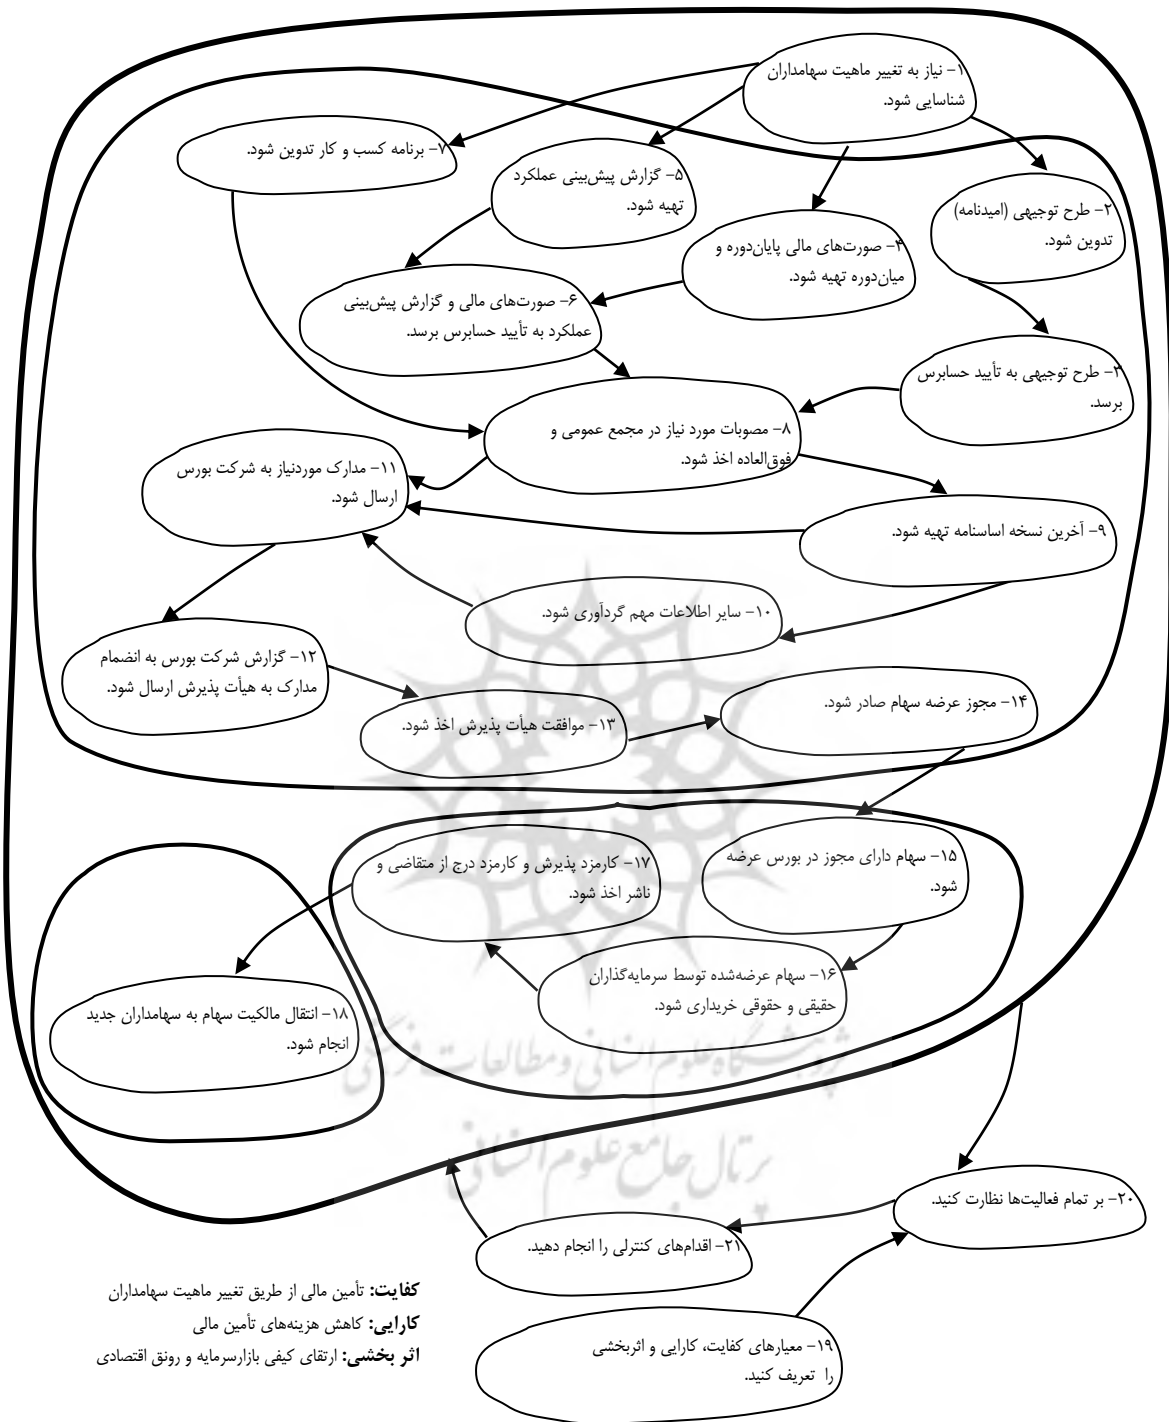 ۱- نیاز به تغییر ماهیت سهامداران
شناسایی شود.
۷- برنامه کسب و کار تدوین شود.
۵- گزارش پیش‌بینی عملکرد
تهیه شود.
۲- طرح توجیهی (امیدنامه)
تدوین شود.
۴- صورت‌های مالی پایان‌دوره و
میان‌دوره تهیه شود.
۶- صورت‌های مالی و گزارش پیش‌بینی
عملکرد به تأیید حسابرس برسد.
۳- طرح توجیهی به تأیید حسابرس
برسد.
۸- مصوبات مورد نیاز در مجمع عمومی و
فوق‌العاده اخذ شود.
۱۱- مدارک موردنیاز به شرکت بورس
ارسال شود.
۹- آخرین نسخه اساسنامه تهیه شود.
۱۰- سایر اطلاعات مهم گردآوری شود.
۱۲- گزارش شرکت بورس به انضمام
مدارک به هیأت پذیرش ارسال شود.
۱۳- موافقت هیأت پذیرش اخذ شود.
۱۴- مجوز عرضه سهام صادر شود.
۱۵- سهام دارای مجوز در بورس عرضه
شود.
۱۷- کارمزد پذیرش و کارمزد درج از متقاضی و
ناشر اخذ شود.
۱۶- سهام عرضه‌شده توسط سرمایه‌گذاران
حقیقی و حقوقی خریداری شود.
۱۸- انتقال مالکیت سهام به سهامداران جدید
انجام شود.
پژوهشگاه علوم انسانی و مطالعات فرهنگی
پرتال جامع علوم انسانی
۲۰- بر تمام فعالیت‌ها نظارت کنید.
۲۱- اقدام‌های کنترلی را انجام دهید.
۱۹- معیارهای کفایت، کارایی و اثربخشی
را تعریف کنید.
کفایت: تأمین مالی از طریق تغییر ماهیت سهامداران
کارایی: کاهش هزینه‌های تأمین مالی
اثر بخشی: ارتقای کیفی بازارسرمایه و رونق اقتصادی